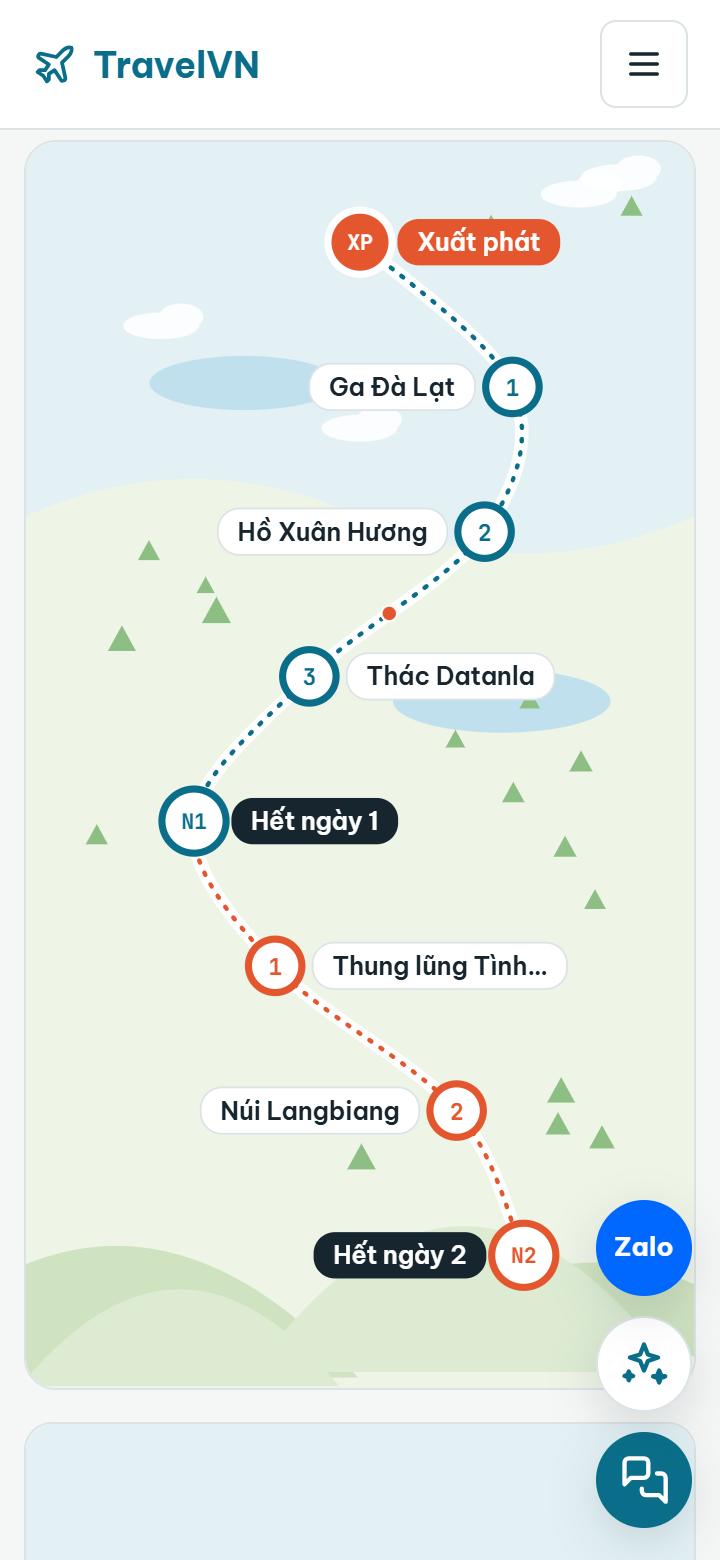 TravelVN
XP Xuất phát
Ga Đà Lạt 1
Hồ Xuân Hương 2
3 Thác Datanla
N1 Hết ngày 1
1 Thung lũng Tình...
Núi Langbiang 2
Hết ngày 2 N2
Zalo